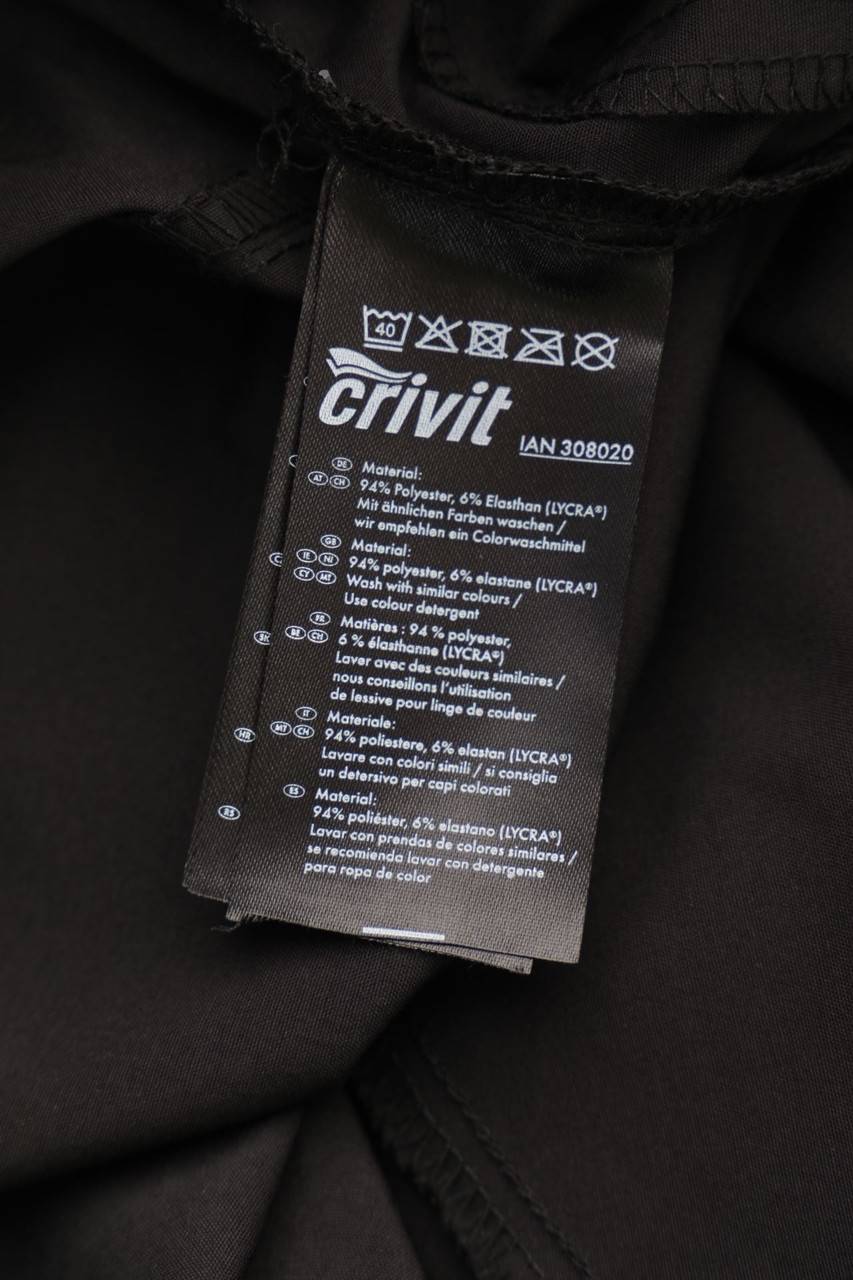 40
crivit
IAN 308020
DE Material:
AT CH 94% Polyester, 6% Elasthan (LYCRA®)
Mit ähnlichen Farben waschen /
wir empfehlen ein Colorwaschmittel
GB Material:
IE NI 94% polyester, 6% elastane (LYCRA®)
CY MT Wash with similar colours /
Use colour detergent
FR Matières : 94 % polyester,
BE CH 6 % élasthanne (LYCRA®)
Laver avec des couleurs similaires /
nous conseillons l'utilisation
de lessive pour linge de couleur
IT Materiale:
MT CH 94% poliestere, 6% elastan (LYCRA®)
Lavare con colori simili / si consiglia
un detersivo per capi colorati
ES Material:
94% poliéster, 6% elastano (LYCRA®)
Lavar con prendas de colores similares /
se recomienda lavar con detergente
para ropa de color
SK
HR
RS